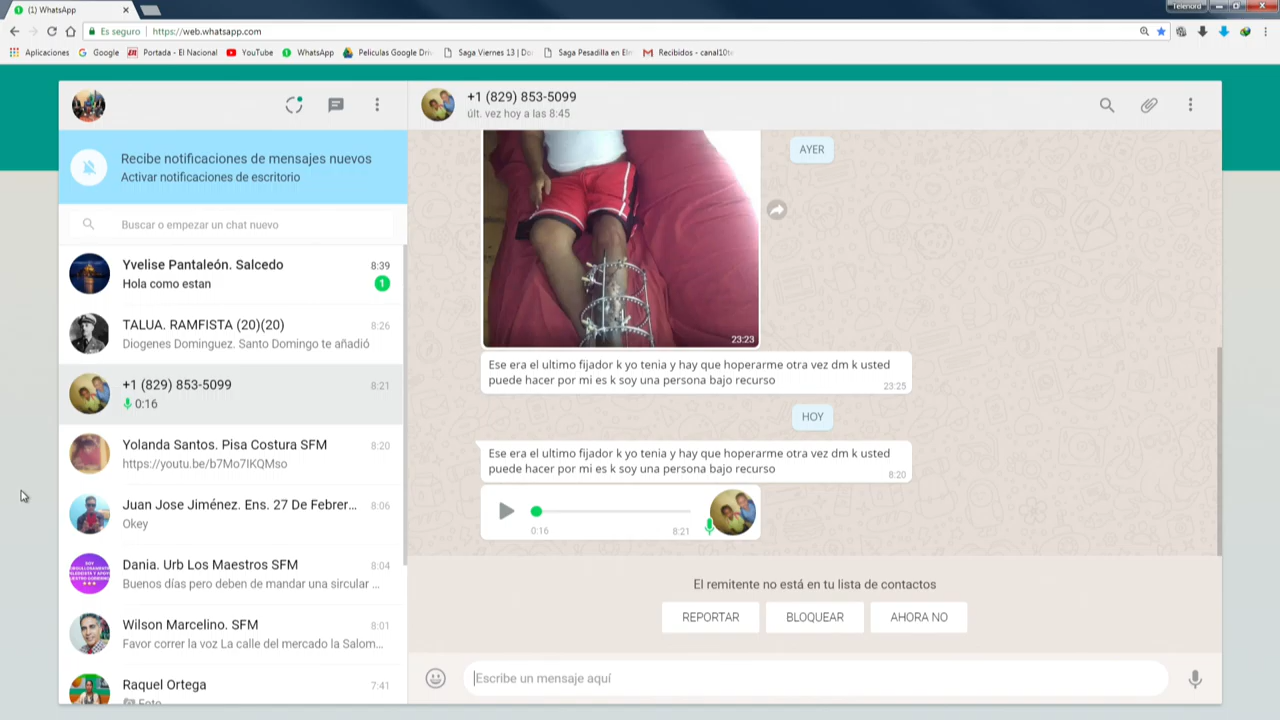 (1) WhatsApp
Telenord
Es seguro
https://web.whatsapp.com
Aplicaciones
Google
Portada - El Nacional
YouTube
WhatsApp
Peliculas Google Driv
Saga Viernes 13 | Do
Saga Pesadilla en Elm
Recibidos - canal10te
Recibe notificaciones de mensajes nuevos
Activar notificaciones de escritorio
Buscar o empezar un chat nuevo
Yvelise Pantaleón. Salcedo 8:39
Hola como estan 1
TALUA. RAMFISTA (20)(20) 8:26
Diogenes Dominguez. Santo Domingo te añadió
+1 (829) 853-5099 8:21
0:16
Yolanda Santos. Pisa Costura SFM 8:20
https://youtu.be/b7Mo7IKQMso
Juan Jose Jiménez. Ens. 27 De Febrer... 8:06
Okey
Dania. Urb Los Maestros SFM 8:04
Buenos días pero deben de mandar una sircular ...
Wilson Marcelino. SFM 8:01
Favor correr la voz La calle del mercado la Salom...
Raquel Ortega 7:41
Foto
+1 (829) 853-5099
últ. vez hoy a las 8:45
AYER
23:23
Ese era el ultimo fijador k yo tenia y hay que hoperarme otra vez dm k usted
puede hacer por mi es k soy una persona bajo recurso
23:25
HOY
Ese era el ultimo fijador k yo tenia y hay que hoperarme otra vez dm k usted
puede hacer por mi es k soy una persona bajo recurso
8:20
0:16 8:21
El remitente no está en tu lista de contactos
REPORTAR
BLOQUEAR
AHORA NO
Escribe un mensaje aquí